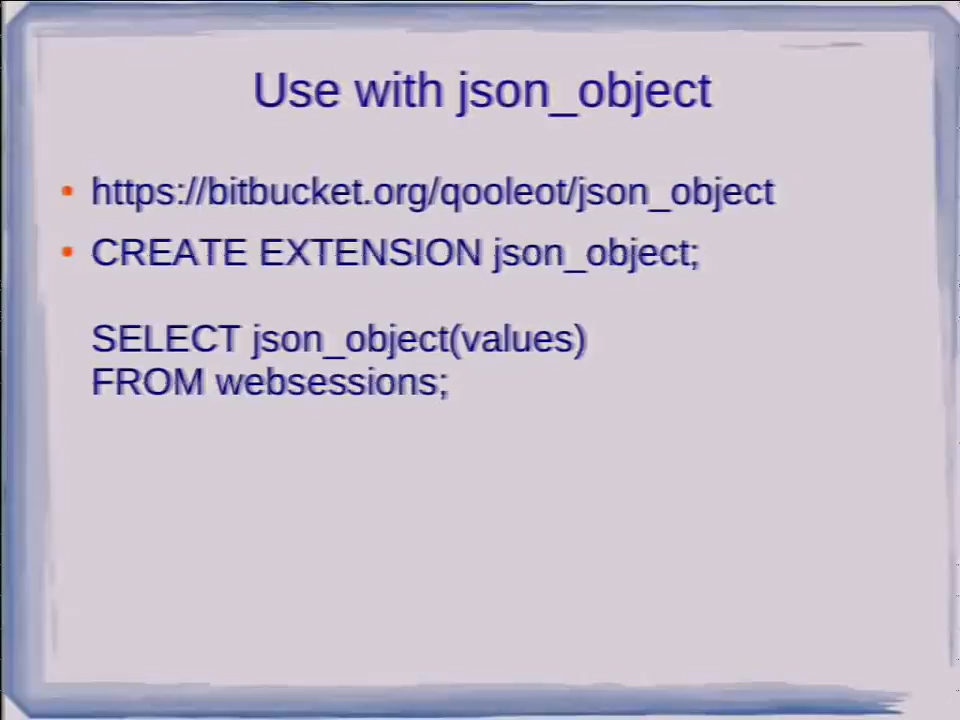 Use with json_object
• https://bitbucket.org/qooleot/json_object
• CREATE EXTENSION json_object;
SELECT json_object(values)
FROM websessions;